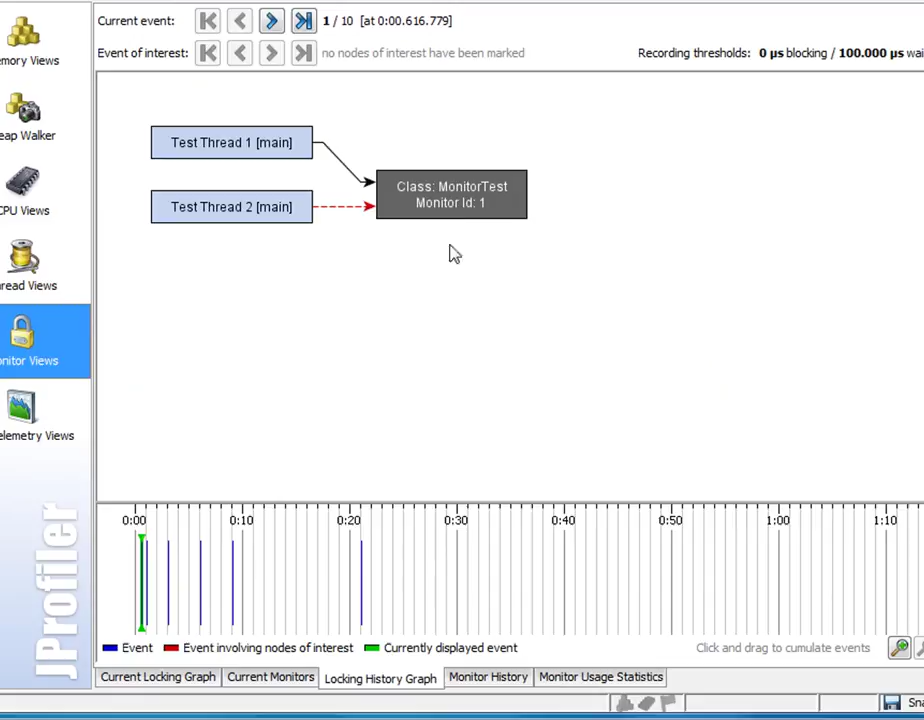 Current event: 1 / 10 [at 0:00.616.779]
Event of interest: no nodes of interest have been marked Recording thresholds: 0 µs blocking / 100.000 µs wai
emory Views
eap Walker
CPU Views
read Views
onitor Views
elemetry Views
JProfiler
Test Thread 1 [main]
Test Thread 2 [main]
Class: MonitorTest
Monitor Id: 1
0:00 0:10 0:20 0:30 0:40 0:50 1:00 1:10
Event Event involving nodes of interest Currently displayed event Click and drag to cumulate events
Current Locking Graph Current Monitors Locking History Graph Monitor History Monitor Usage Statistics
Sna